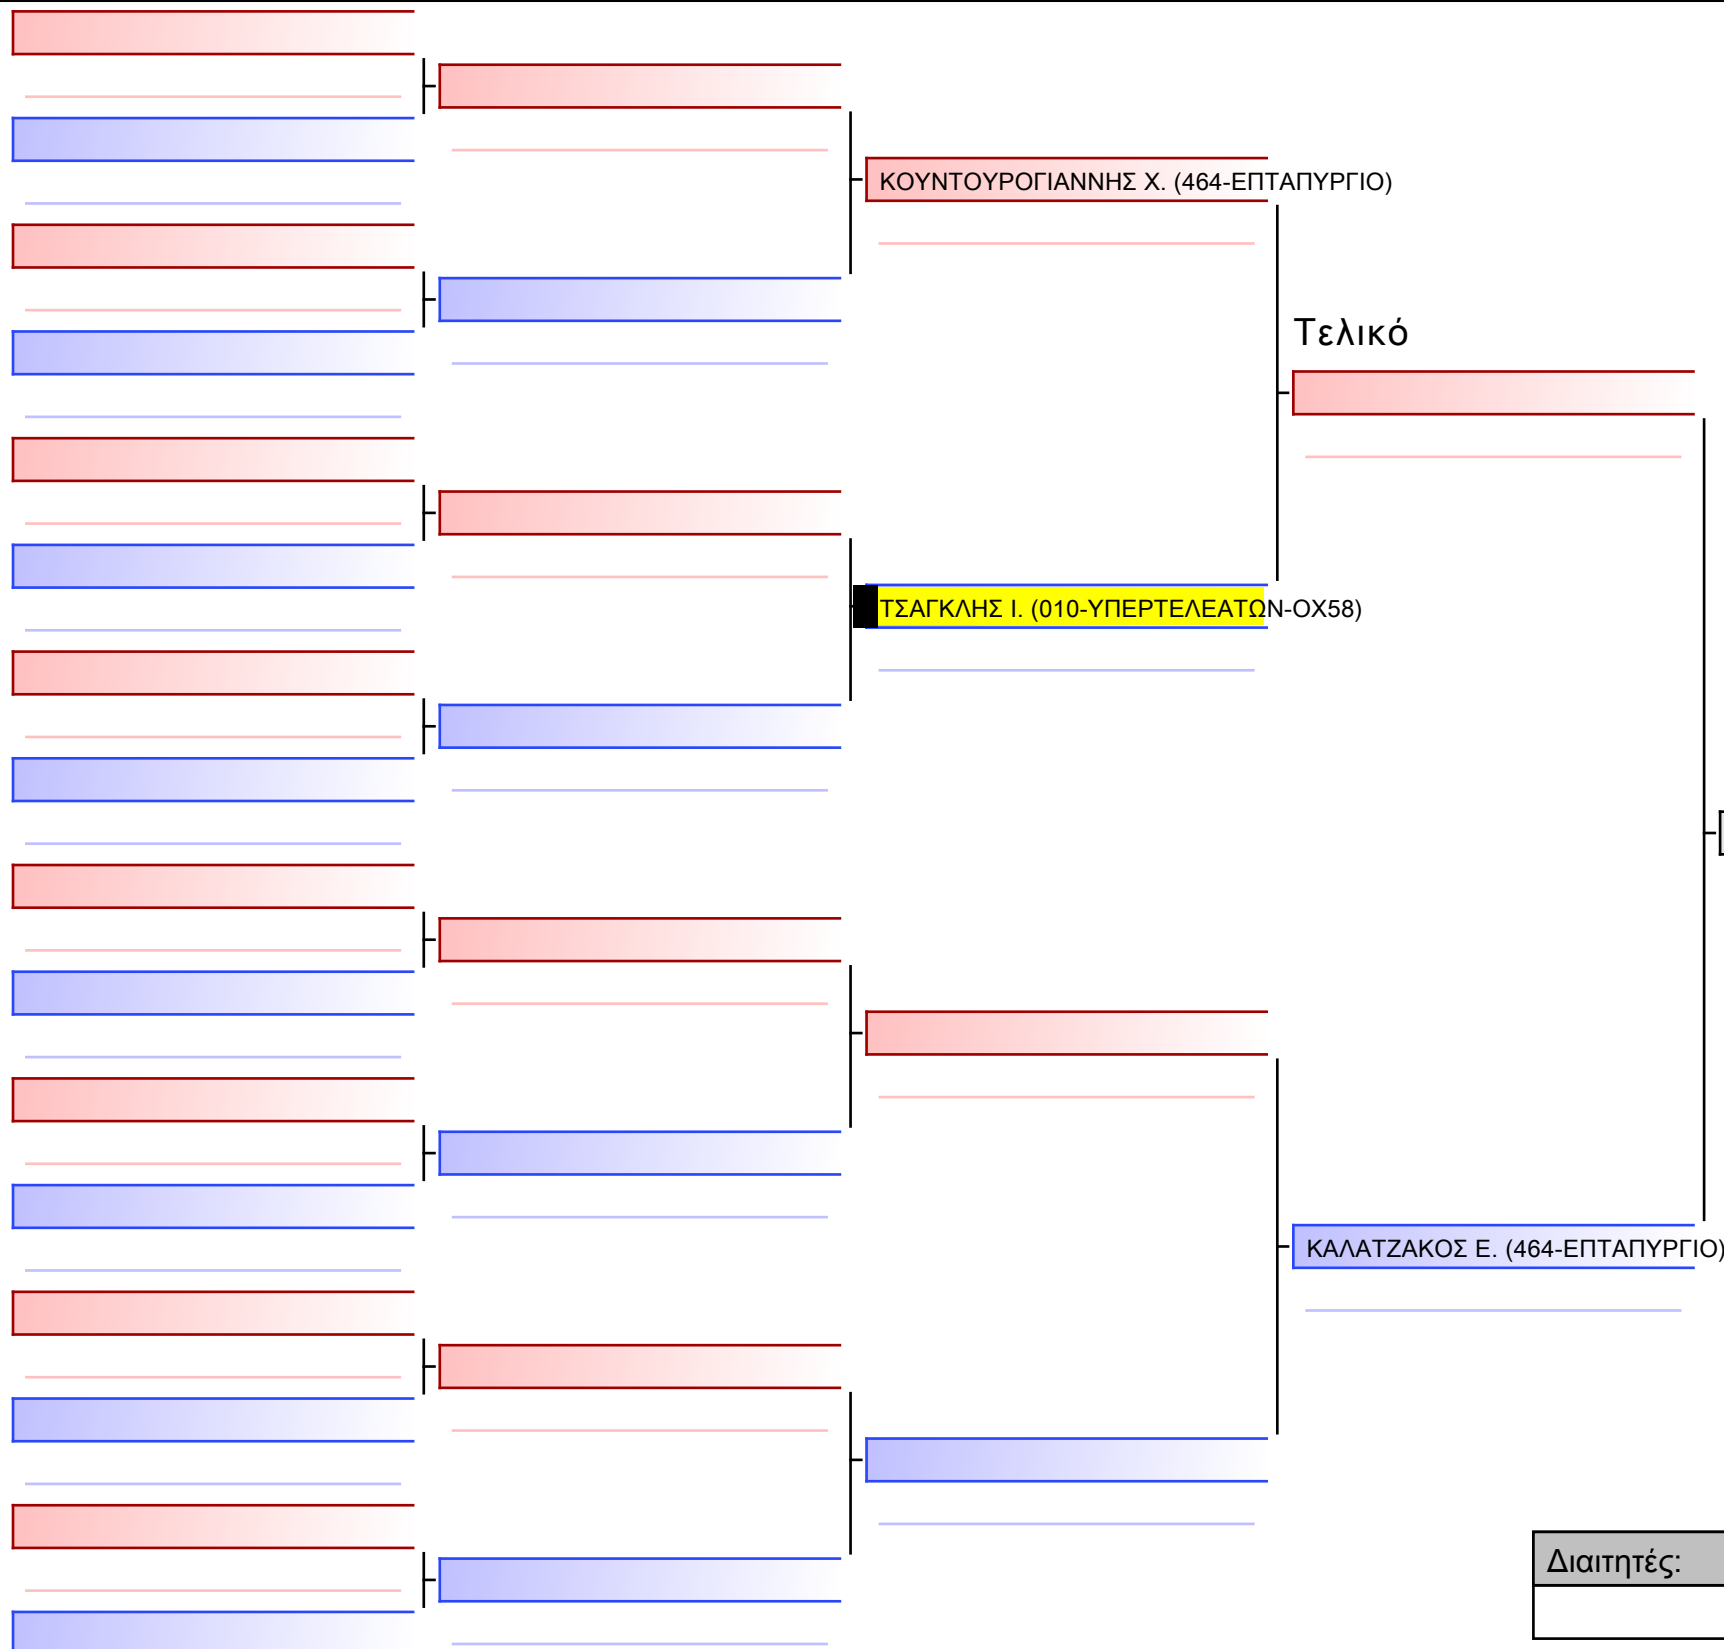 ΚΟΥΝΤΟΥΡΟΓΙΑΝΝΗΣ Χ. (464-ΕΠΤΑΠΥΡΓΙΟ)
Τελικό
ΤΣΑΓΚΛΗΣ Ι. (010-ΥΠΕΡΤΕΛΕΑΤΩΝ-ΟΧ58)
ΚΑΛΑΤΖΑΚΟΣ Ε. (464-ΕΠΤΑΠΥΡΓΙΟ)
Διαιτητές: